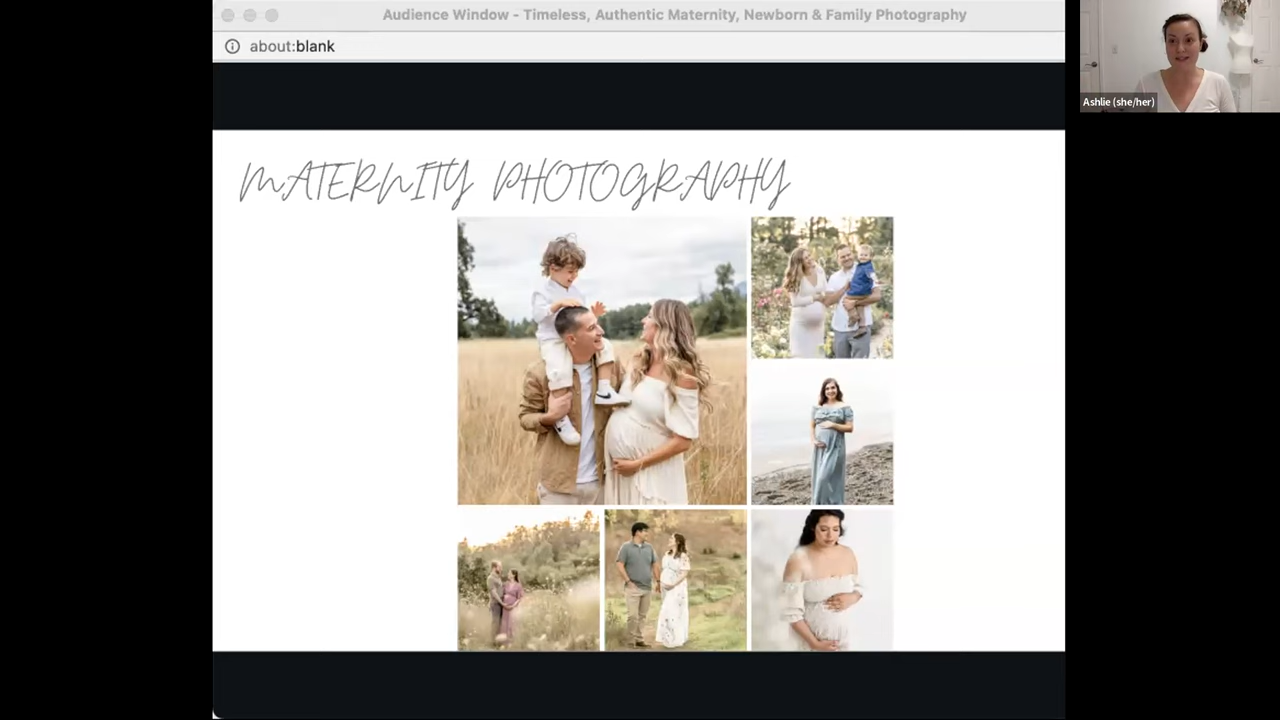 Audience Window - Timeless, Authentic Maternity, Newborn & Family Photography
about:blank
MATERNITY PHOTOGRAPHY
Ashlie (she/her)